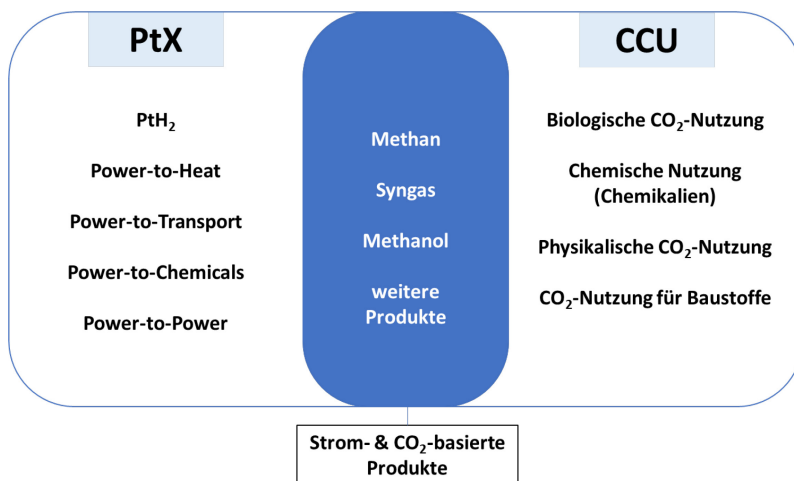 PtX
PtH₂
Power-to-Heat
Power-to-Transport
Power-to-Chemicals
Power-to-Power
Methan
Syngas
Methanol
weitere
Produkte
CCU
Biologische CO₂-Nutzung
Chemische Nutzung
(Chemikalien)
Physikalische CO₂-Nutzung
CO₂-Nutzung für Baustoffe
Strom- & CO₂-basierte
Produkte